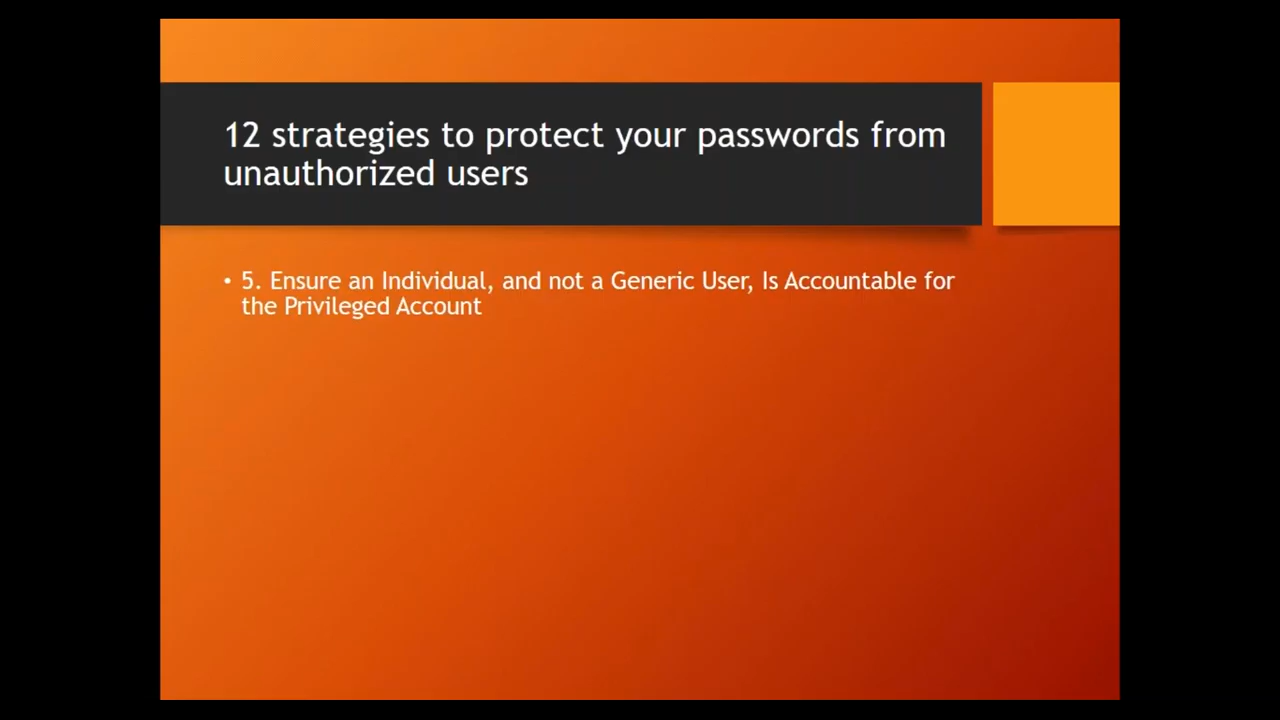 12 strategies to protect your passwords from
unauthorized users
• 5. Ensure an Individual, and not a Generic User, Is Accountable for
the Privileged Account